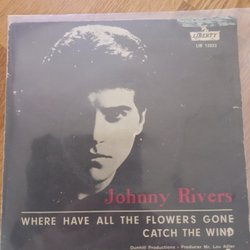 LIBERTY
Johnny Rivers
WHERE HAVE ALL THE FLOWERS GONE
CATCH THE WIND
Dunhill Productions - Producer Mr. Lou Adler